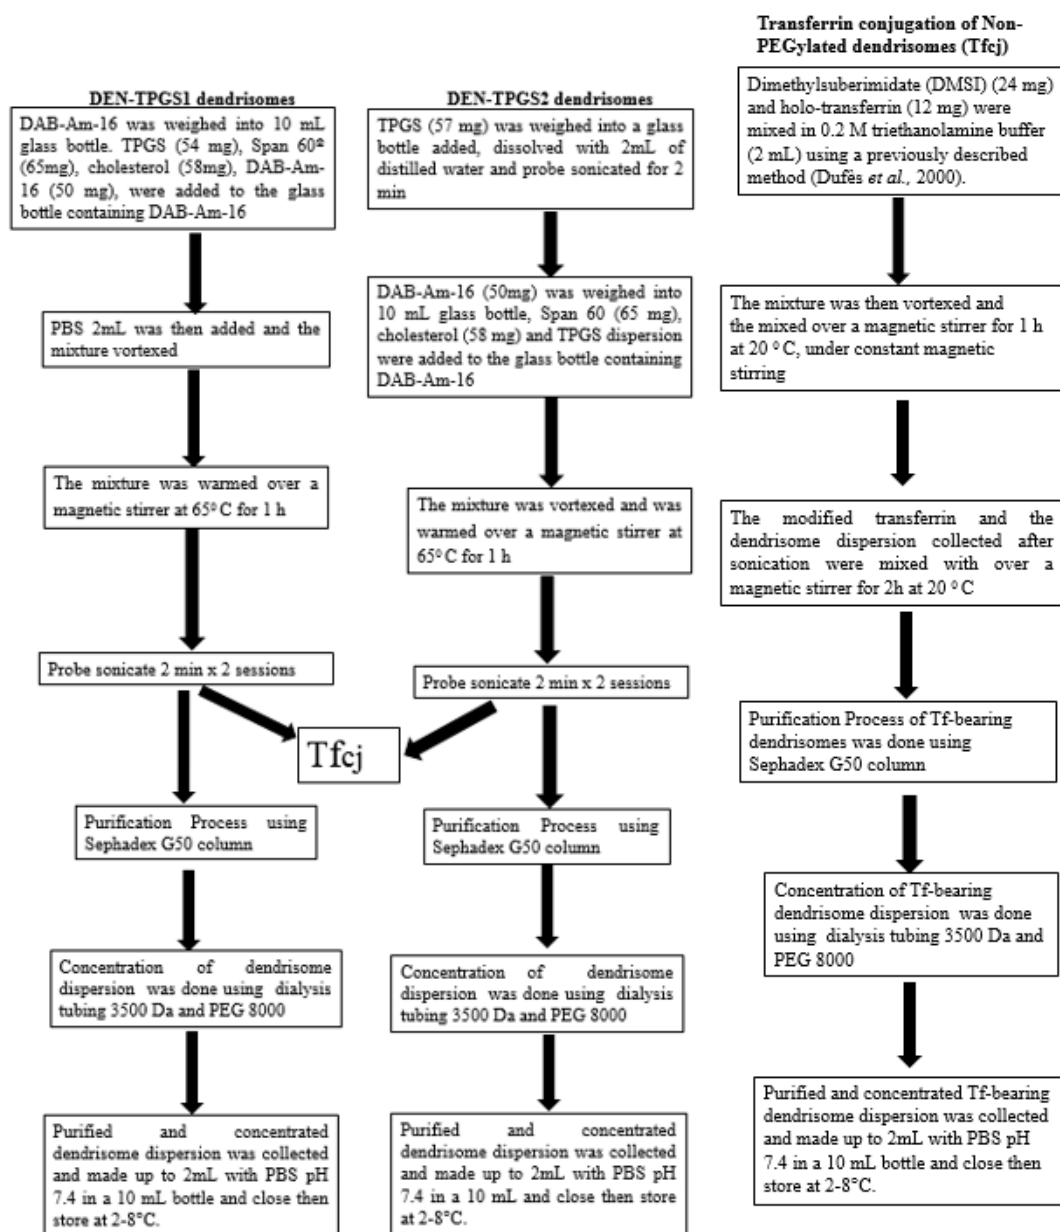 DEN-TPGS1 dendrisomes
DAB-Am-16 was weighed into 10 mL
glass bottle. TPGS (54 mg), Span 60®
(65mg), cholesterol (58mg), DAB-Am-
16 (50 mg), were added to the glass
bottle containing DAB-Am-16
PBS 2mL was then added and the
mixture vortexed
The mixture was warmed over a
magnetic stirrer at 65⁰ C for 1 h
Probe sonicate 2 min x 2 sessions
Tfcj
Purification Process using
Sephadex G50 column
Concentration of dendrisome
dispersion was done using dialysis
tubing 3500 Da and PEG 8000
Purified and concentrated
dendrisome dispersion was collected
and made up to 2mL with PBS pH
7.4 in a 10 mL bottle and close then
store at 2-8°C.
DEN-TPGS2 dendrisomes
TPGS (57 mg) was weighed into a glass
bottle added, dissolved with 2mL of
distilled water and probe sonicated for 2
min
DAB-Am-16 (50mg) was weighed into
10 mL glass bottle, Span 60 (65 mg),
cholesterol (58 mg) and TPGS dispersion
were added to the glass bottle containing
DAB-Am-16
The mixture was vortexed and was
warmed over a magnetic stirrer at
65⁰ C for 1 h
Probe sonicate 2 min x 2 sessions
Purification Process using
Sephadex G50 column
Concentration of dendrisome
dispersion was done using dialysis
tubing 3500 Da and PEG 8000
Purified and concentrated
dendrisome dispersion was collected
and made up to 2mL with PBS pH
7.4 in a 10 mL and close then
store at 2-8°C.
Transferrin conjugation of Non-
PEGylated dendrisomes (Tfcj)
Dimethylsuberimidate (DMSI) (24 mg)
and holo-transferrin (12 mg) were
mixed in 0.2 M triethanolamine buffer
(2 mL) using a previously described
method (Dufès et al., 2000).
The mixture was then vortexed and
the mixed over a magnetic stirrer for 1 h
at 20 ⁰ C, under constant magnetic
stirring
The modified transferrin and the
dendrisome dispersion collected after
sonication were mixed with over a
magnetic stirrer for 2h at 20 ⁰ C
Purification Process of Tf-bearing
dendrisomes was done using
Sephadex G50 column
Concentration of Tf-bearing
dendrisome dispersion was done
using dialysis tubing 3500 Da and
PEG 8000
Purified and concentrated Tf-bearing
dendrisome dispersion was collected
and made up to 2mL with PBS pH
7.4 in a 10 mL bottle and close then
store at 2-8°C.